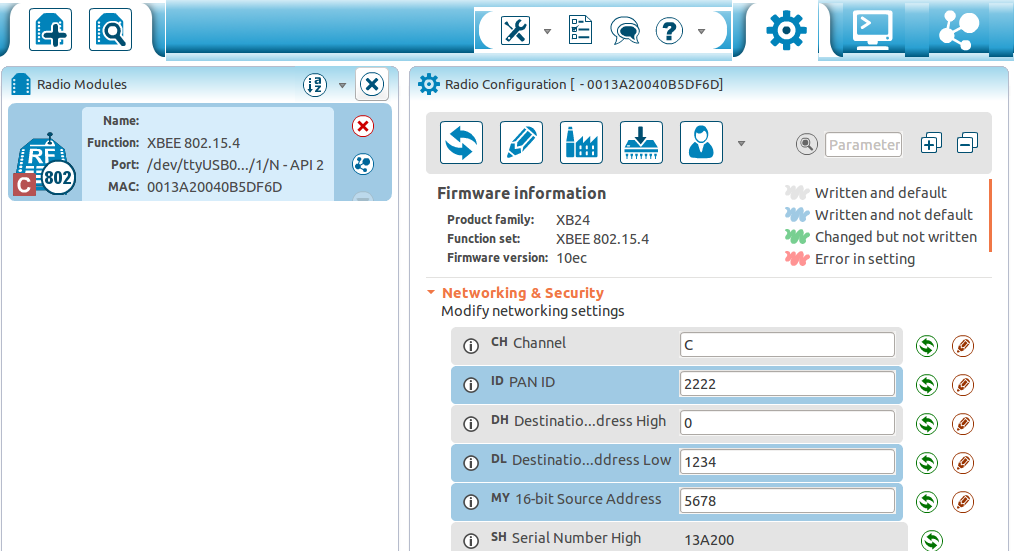 Radio Modules
Name:
Function: XBEE 802.15.4
Port: /dev/ttyUSB0.../1/N - API 2
MAC: 0013A20040B5DF6D
RF
C 802
Radio Configuration [ - 0013A20040B5DF6D]
Parameter
Firmware information
Product family: XB24
Function set: XBEE 802.15.4
Firmware version: 10ec
Written and default
Written and not default
Changed but not written
Error in setting
Networking & Security
Modify networking settings
CH Channel C
ID PAN ID 2222
DH Destinatio...dress High 0
DL Destinatio...ddress Low 1234
MY 16-bit Source Address 5678
SH Serial Number High 13A200